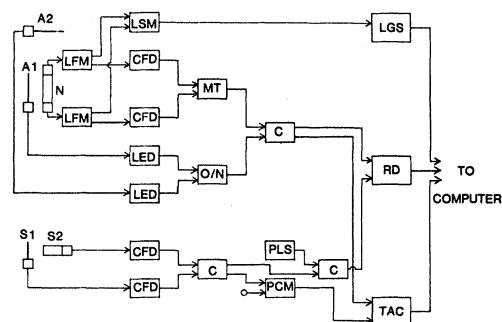 A2
LSM
LGS
A1
LFM
CFD
N
MT
LFM
CFD
C
LED
O/N
RD
TO
COMPUTER
LED
S1
S2
CFD
PLS
C
C
CFD
PCM
TAC